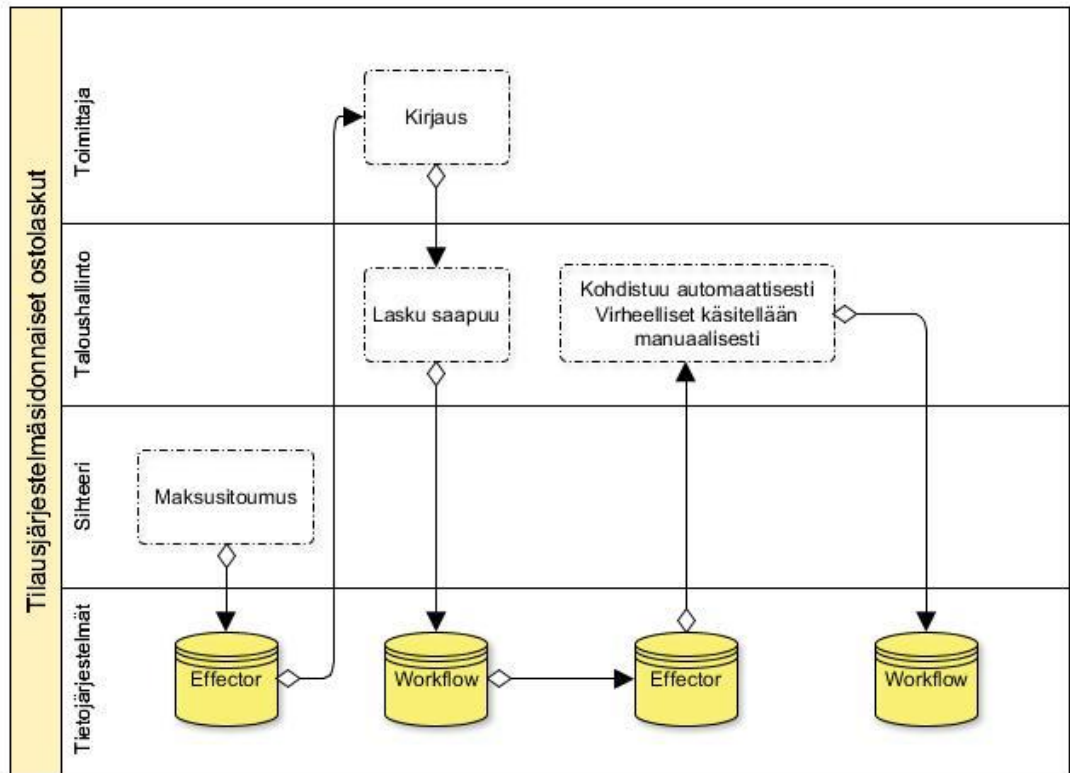 Tilausjärjestelmäsidonnaiset ostolaskut
Toimittaja
Kirjaus
Taloushallinto
Lasku saapuu
Kohdistuu automaattisesti
Virheelliset käsitellään
manuaalisesti
Sihteeri
Maksusitoumus
Tietojärjestelmät
Effector
Workflow
Effector
Workflow